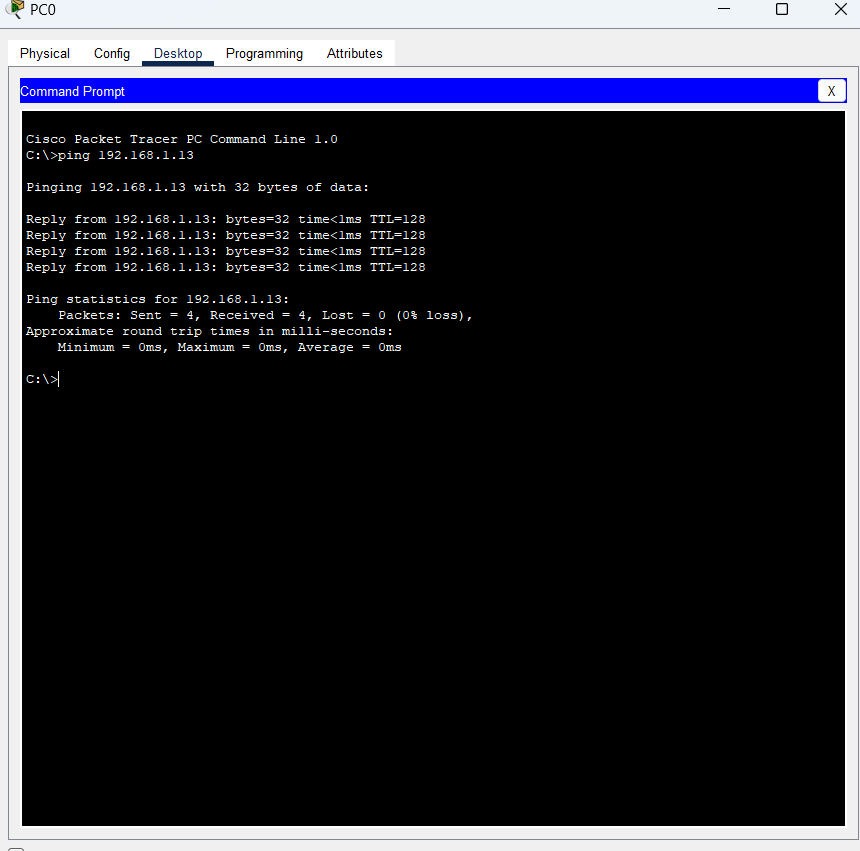 PC0
Physical Config Desktop Programming Attributes
Command Prompt X
Cisco Packet Tracer PC Command Line 1.0
C:\>ping 192.168.1.13
Pinging 192.168.1.13 with 32 bytes of data:
Reply from 192.168.1.13: bytes=32 time<1ms TTL=128
Reply from 192.168.1.13: bytes=32 time<1ms TTL=128
Reply from 192.168.1.13: bytes=32 time<1ms TTL=128
Reply from 192.168.1.13: bytes=32 time<1ms TTL=128
Ping statistics for 192.168.1.13:
    Packets: Sent = 4, Received = 4, Lost = 0 (0% loss),
Approximate round trip times in milli-seconds:
    Minimum = 0ms, Maximum = 0ms, Average = 0ms
C:\>